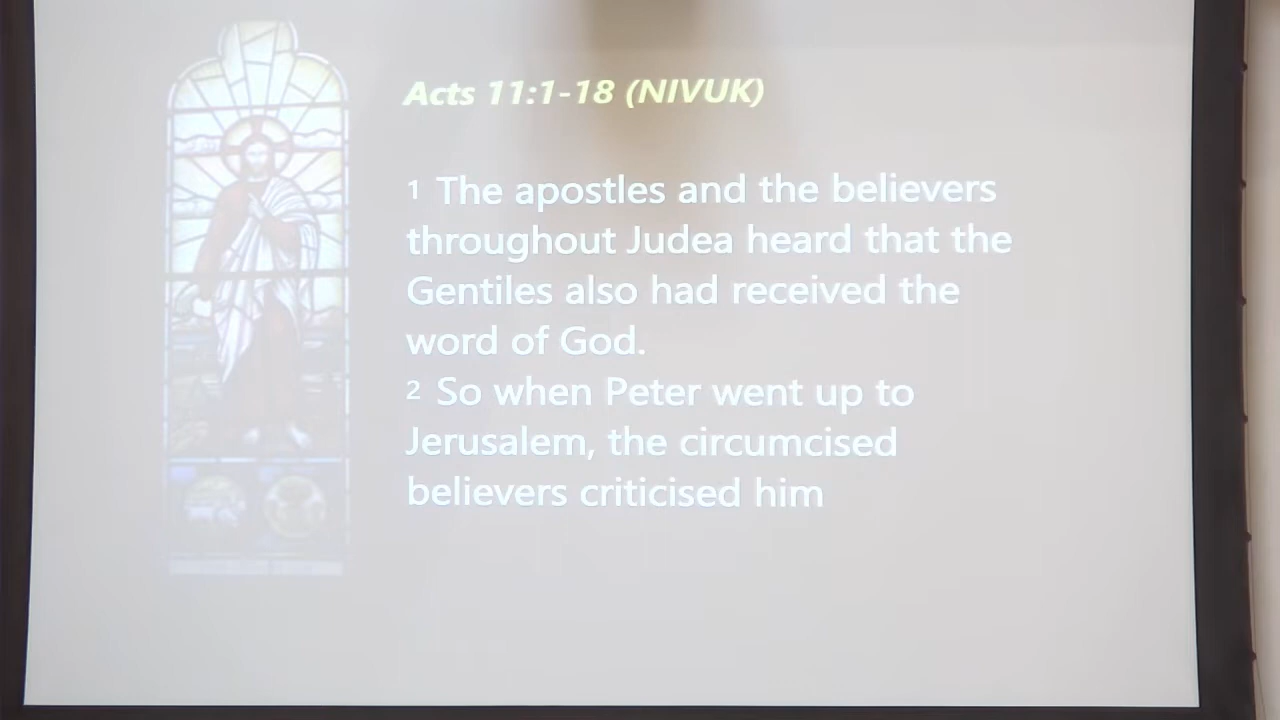 Acts 11:1-18 (NIVUK)
1 The apostles and the believers
throughout Judea heard that the
Gentiles also had received the
word of God.
2 So when Peter went up to
Jerusalem, the circumcised
believers criticised him